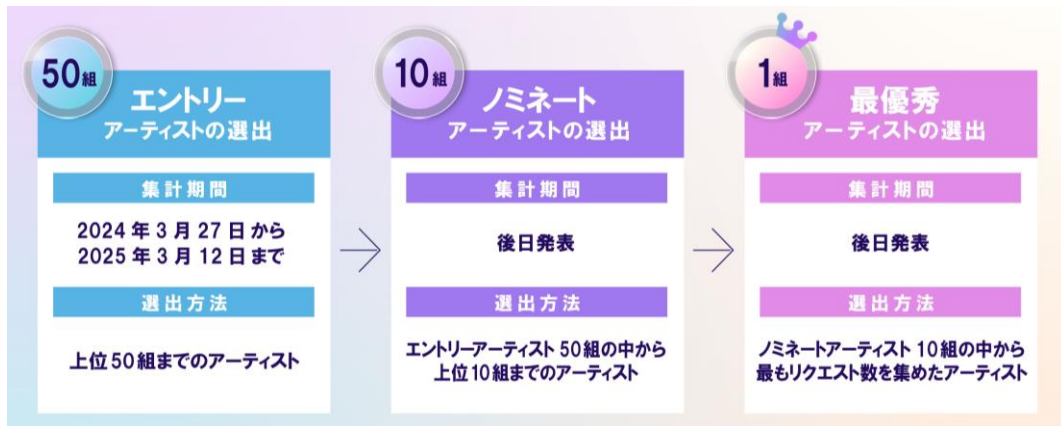 50組
エントリー
アーティストの選出
集計期間
2024年3月27日から
2025年3月12日まで
選出方法
上位50組までのアーティスト
10組
ノミネート
アーティストの選出
集計期間
後日発表
選出方法
エントリーアーティスト50組の中から
上位10組までのアーティスト
1組
最優秀
アーティストの選出
集計期間
後日発表
選出方法
ノミネートアーティスト10組の中から
最もリクエスト数を集めたアーティスト